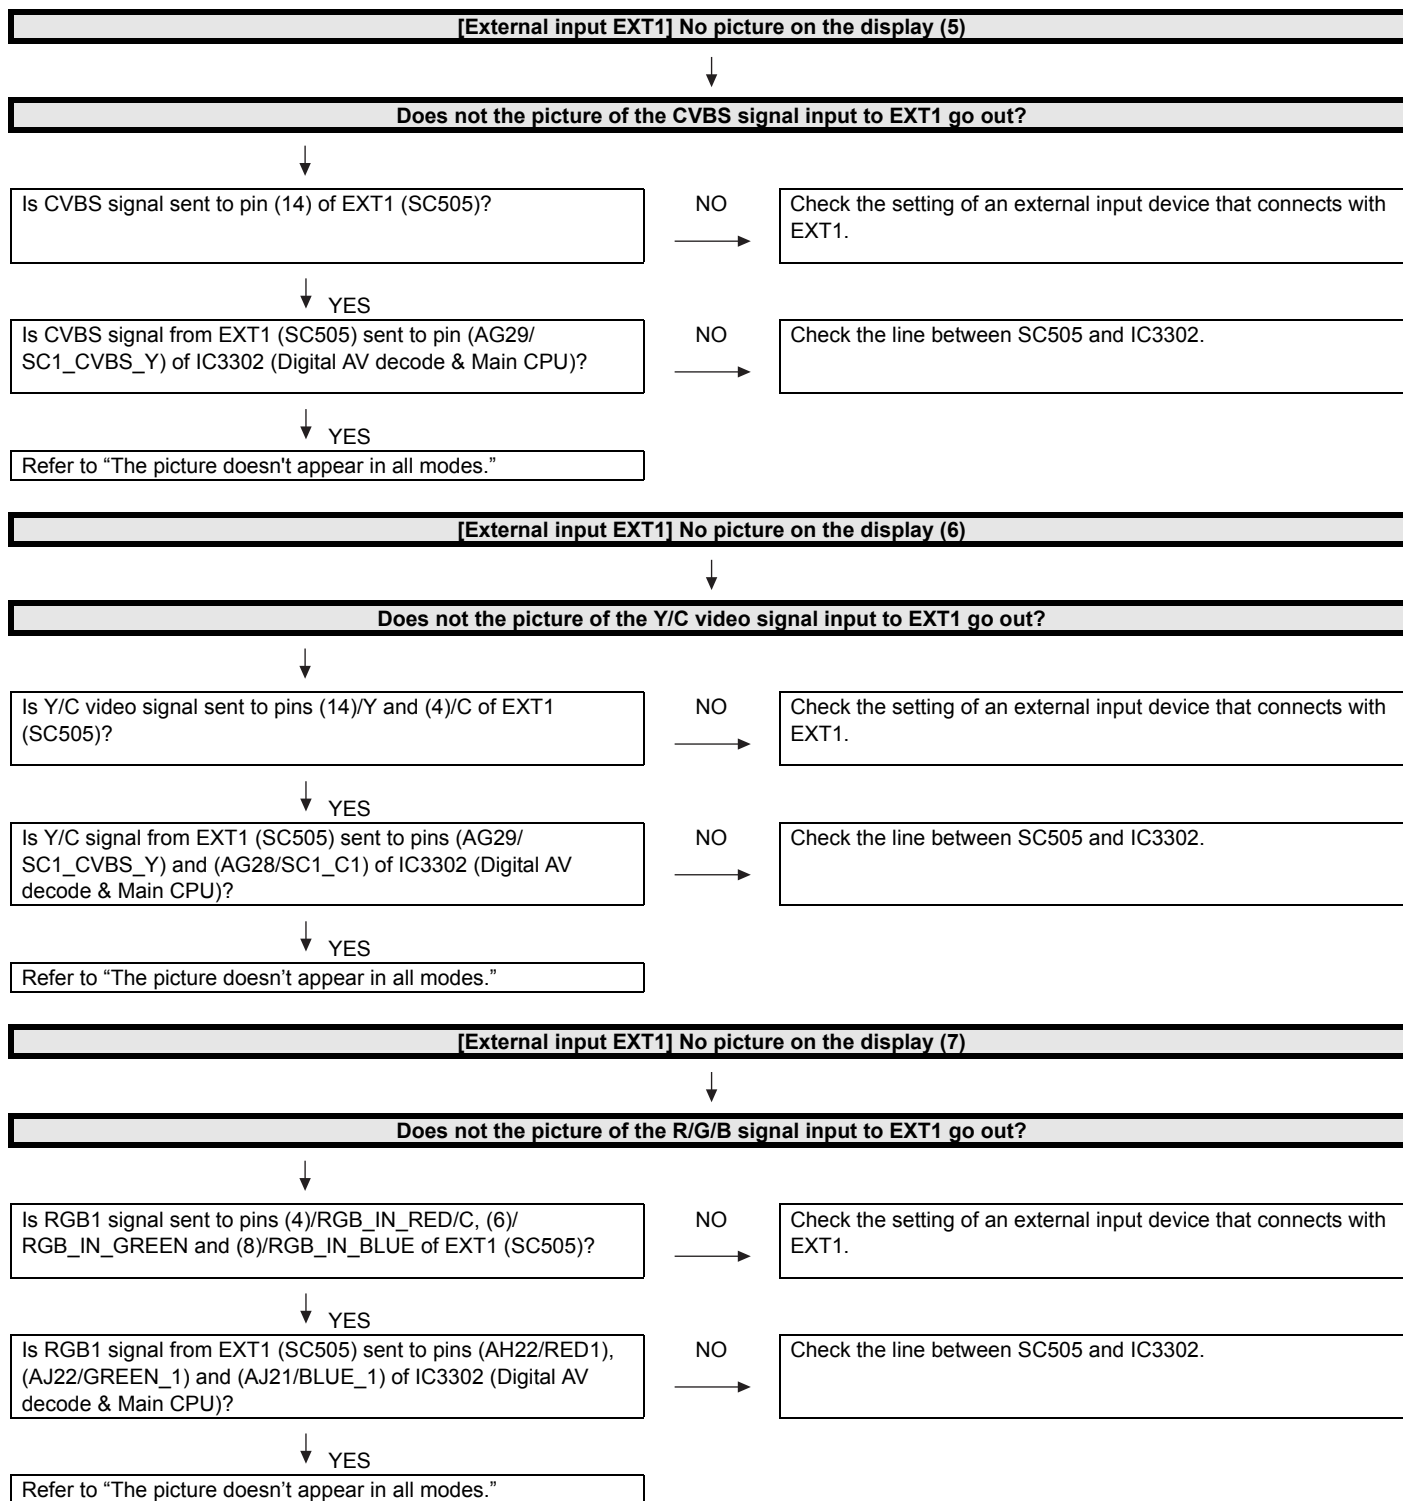 [External input EXT1] No picture on the display (5)
Does not the picture of the CVBS signal input to EXT1 go out?
Is CVBS signal sent to pin (14) of EXT1 (SC505)?
NO
Check the setting of an external input device that connects with
EXT1.
YES
Is CVBS signal from EXT1 (SC505) sent to pin (AG29/
SC1_CVBS_Y) of IC3302 (Digital AV decode & Main CPU)?
NO
Check the line between SC505 and IC3302.
YES
Refer to “The picture doesn't appear in all modes.”
[External input EXT1] No picture on the display (6)
Does not the picture of the Y/C video signal input to EXT1 go out?
Is Y/C video signal sent to pins (14)/Y and (4)/C of EXT1
(SC505)?
NO
Check the setting of an external input device that connects with
EXT1.
YES
Is Y/C signal from EXT1 (SC505) sent to pins (AG29/
SC1_CVBS_Y) and (AG28/SC1_C1) of IC3302 (Digital AV
decode & Main CPU)?
NO
Check the line between SC505 and IC3302.
YES
Refer to “The picture doesn’t appear in all modes.”
[External input EXT1] No picture on the display (7)
Does not the picture of the R/G/B signal input to EXT1 go out?
Is RGB1 signal sent to pins (4)/RGB_IN_RED/C, (6)/
RGB_IN_GREEN and (8)/RGB_IN_BLUE of EXT1 (SC505)?
NO
Check the setting of an external input device that connects with
EXT1.
YES
Is RGB1 signal from EXT1 (SC505) sent to pins (AH22/RED1),
(AJ22/GREEN_1) and (AJ21/BLUE_1) of IC3302 (Digital AV
decode & Main CPU)?
NO
Check the line between SC505 and IC3302.
YES
Refer to “The picture doesn’t appear in all modes.”